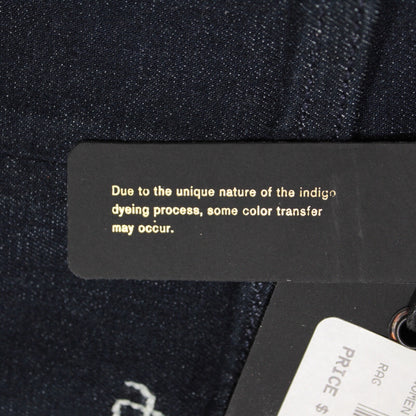 Due to the unique nature of the indigo
dyeing process, some color transfer
may occur.
RAG
PRICE $